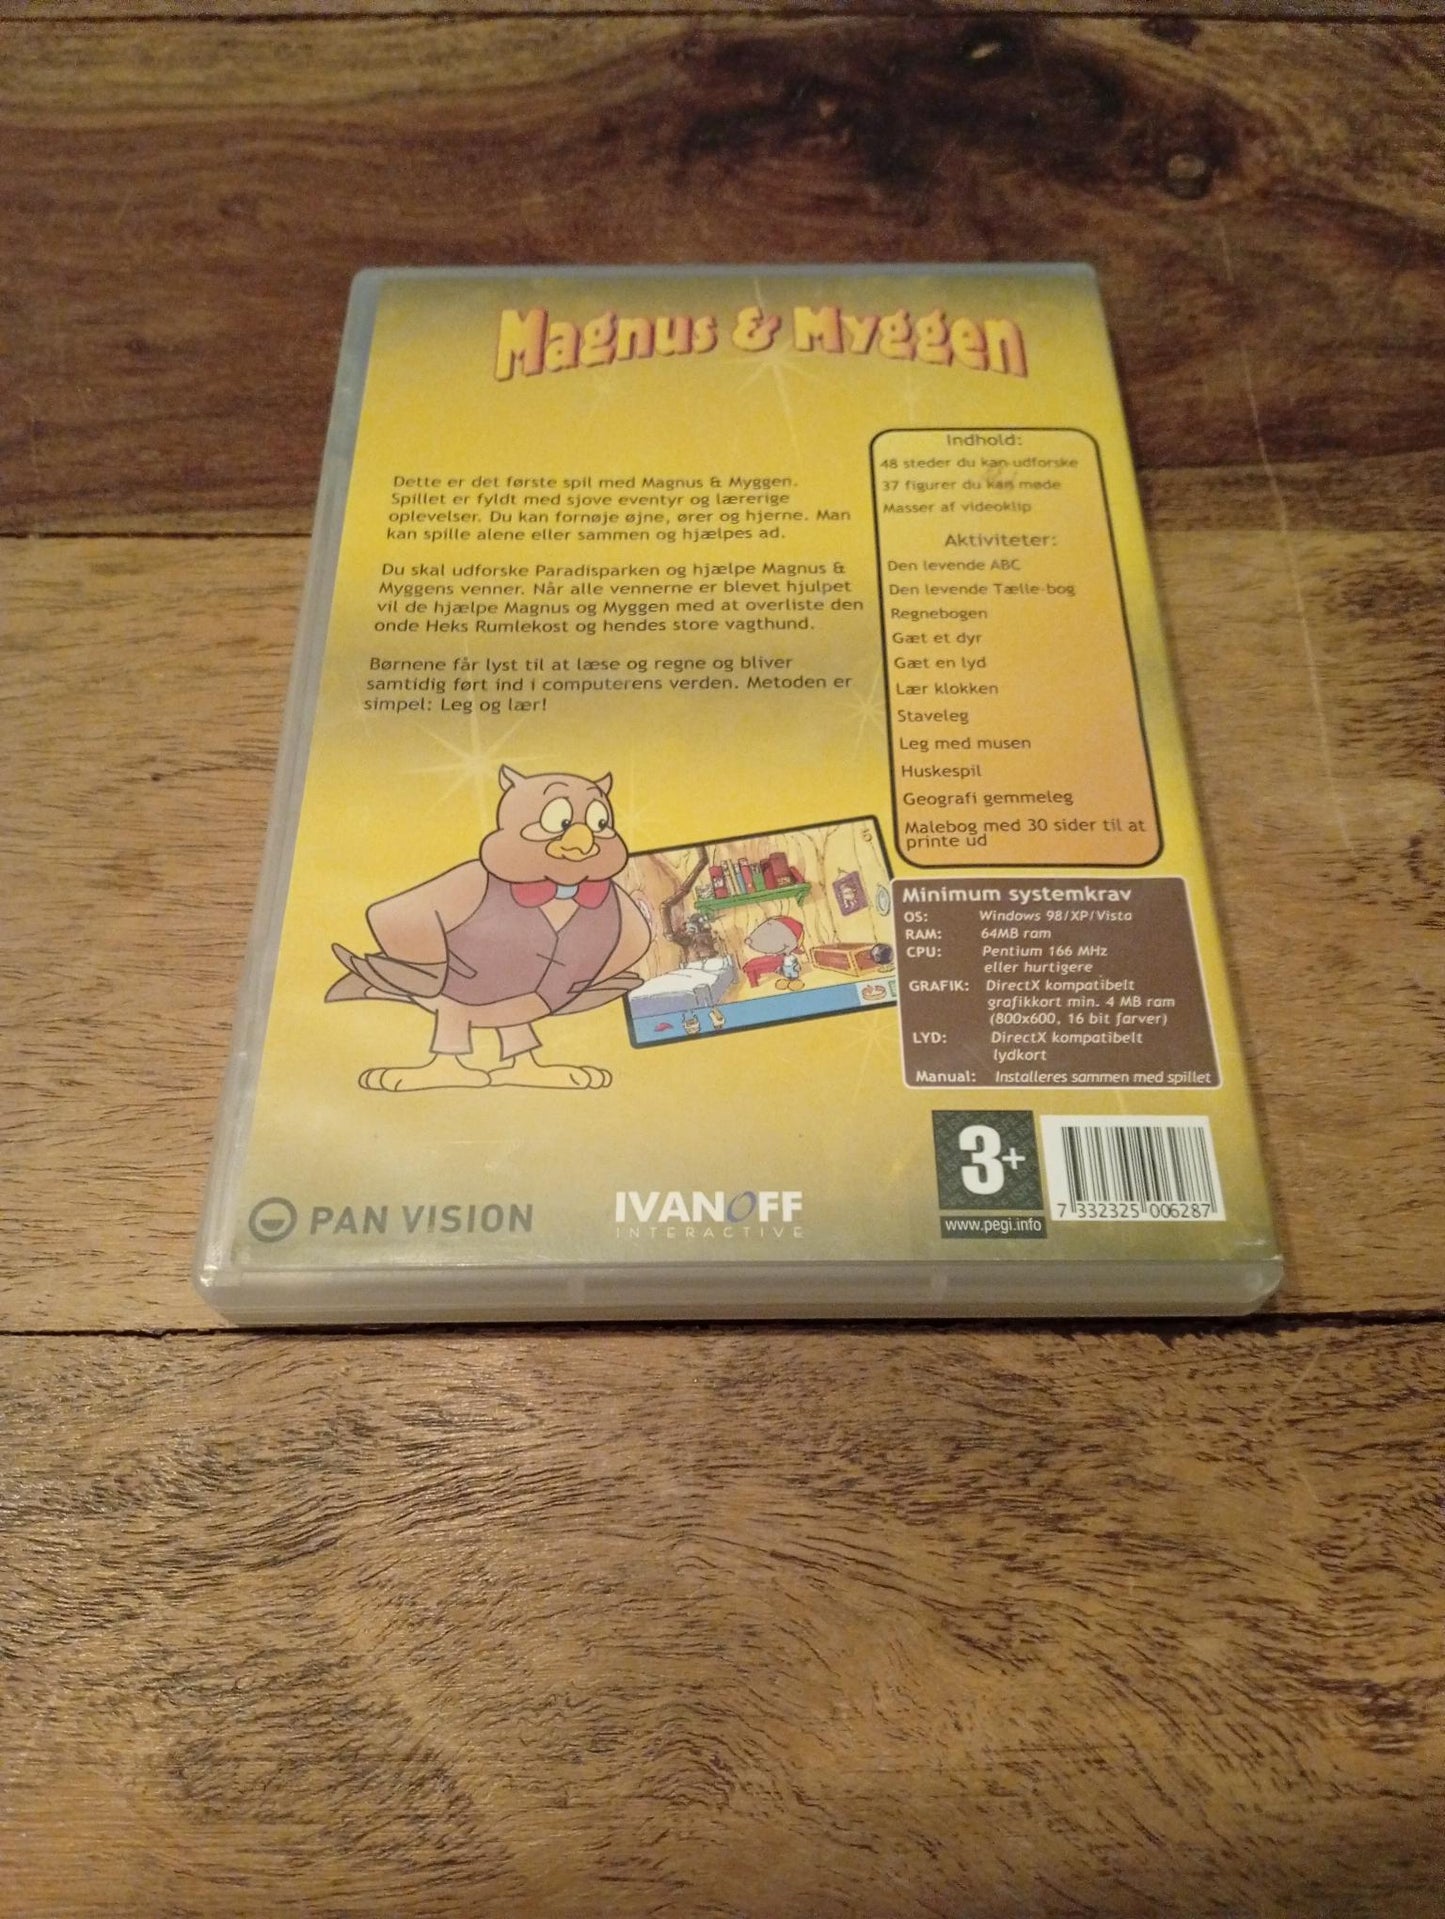 Magnus & Myggen
Dette er det første spil med Magnus & Myggen.
Spillet er fyldt med sjove eventyr og lærerige
oplevelser. Du kan fornøje øjne, ører og hjerne. Man
kan spille alene eller sammen og hjælpes ad.
Du skal udforske Paradisparken og hjælpe Magnus &
Myggens venner. Når alle vennerne er blevet hjulpet
vil de hjælpe Magnus og Myggen med at overliste den
onde Heks Rumlekost og hendes store vagthund.
Børnene får lyst til at læse og regne og bliver
samtidig ført ind i computerens verden. Metoden er
simpel: Leg og lær!
Indhold:
48 steder du kan udforske
37 figurer du kan møde
Masser af videoklip
Aktiviteter:
Den levende ABC
Den levende Tælle-bog
Regnebogen
Gæt et dyr
Gæt en lyd
Lær klokken
Staveleg
Leg med musen
Huskespil
Geografi gemmeleg
Malebog med 30 sider til at
printe ud
5
Minimum systemkrav
OS: Windows 98/XP/Vista
RAM: 64MB ram
CPU: Pentium 166 MHz
eller hurtigere
GRAFIK: DirectX kompatibelt
grafikkort min. 4 MB ram
(800x600, 16 bit farver)
LYD: DirectX kompatibelt
lydkort
Manual: Installeres sammen med spillet
PAN VISION
IVANOFF
INTERACTIVE
3+
www.pegi.info
7 332325 006287